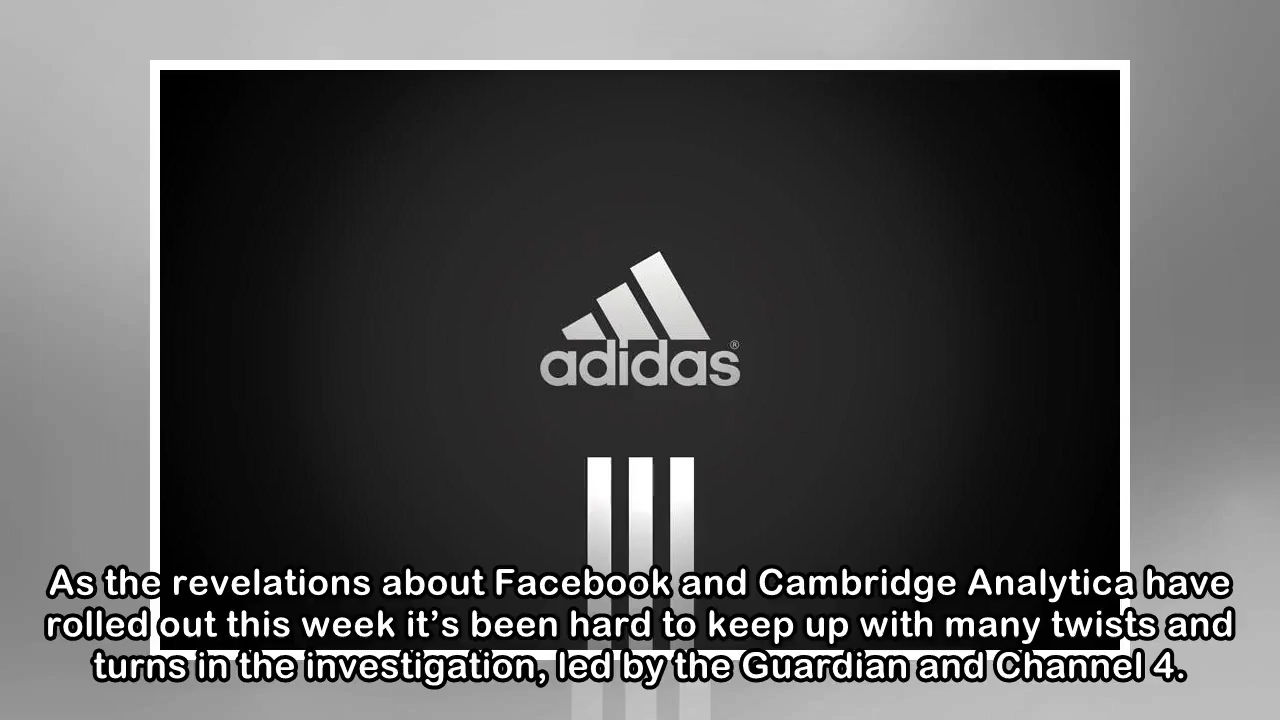 adidas®
As the revelations about Facebook and Cambridge Analytica have
rolled out this week it’s been hard to keep up with many twists and
turns in the investigation, led by the Guardian and Channel 4.